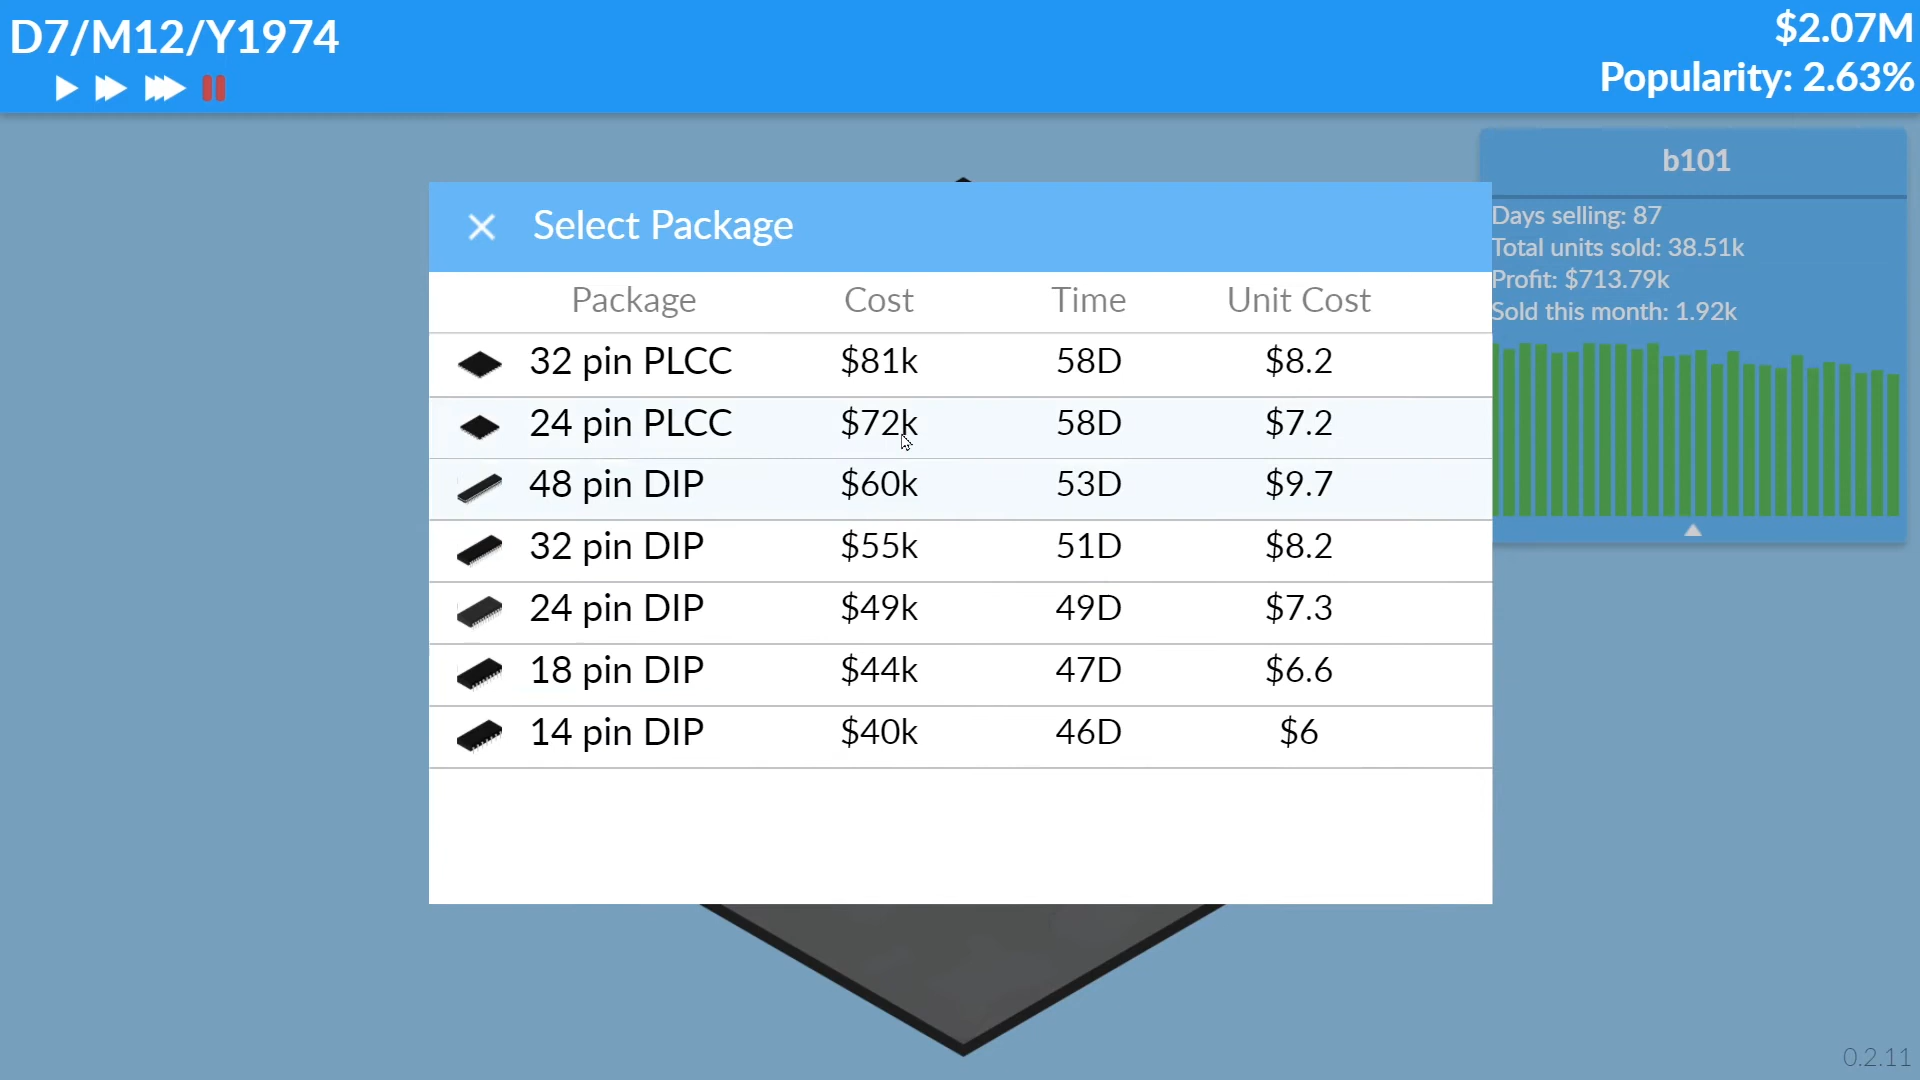 D7/M12/Y1974
$2.07M
Popularity: 2.63%
b101
Days selling: 87
Total units sold: 38.51k
Profit: $713.79k
Sold this month: 1.92k
Select Package
Package Cost Time Unit Cost
32 pin PLCC $81k 58D $8.2
24 pin PLCC $72k 58D $7.2
48 pin DIP $60k 53D $9.7
32 pin DIP $55k 51D $8.2
24 pin DIP $49k 49D $7.3
18 pin DIP $44k 47D $6.6
14 pin DIP $40k 46D $6
0.2.11